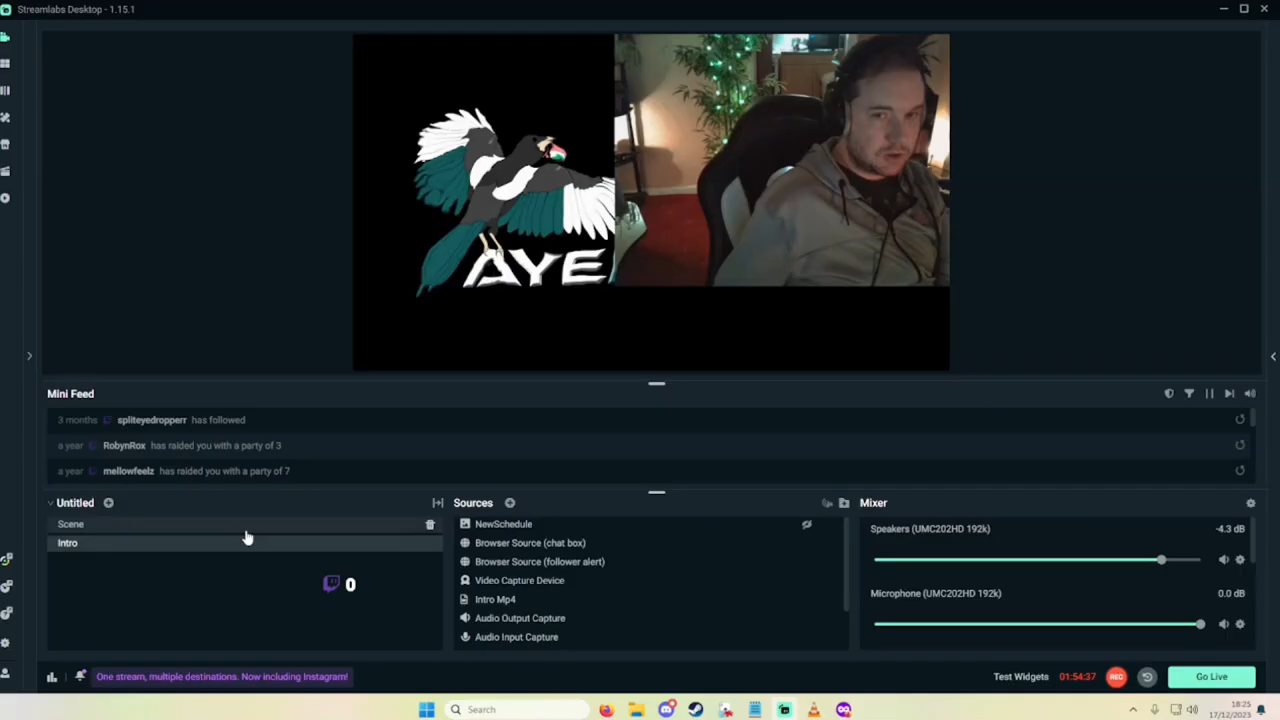 Streamlabs Desktop - 1.15.1
AYE
Mini Feed
3 months spliteyedropperr has followed
a year RobynRox has raided you with a party of 3
a year mellowfeelz has raided you with a party of 7
Untitled
Scene
Intro
0
Sources
NewSchedule
Browser Source (chat box)
Browser Source (follower alert)
Video Capture Device
Intro Mp4
Audio Output Capture
Audio Input Capture
Mixer
Speakers (UMC202HD 192k) -4.3 dB
Microphone (UMC202HD 192k) 0.0 dB
One stream, multiple destinations. Now including Instagram!
Test Widgets 01:54:37 REC Go Live
Search
18:25
17/12/2023